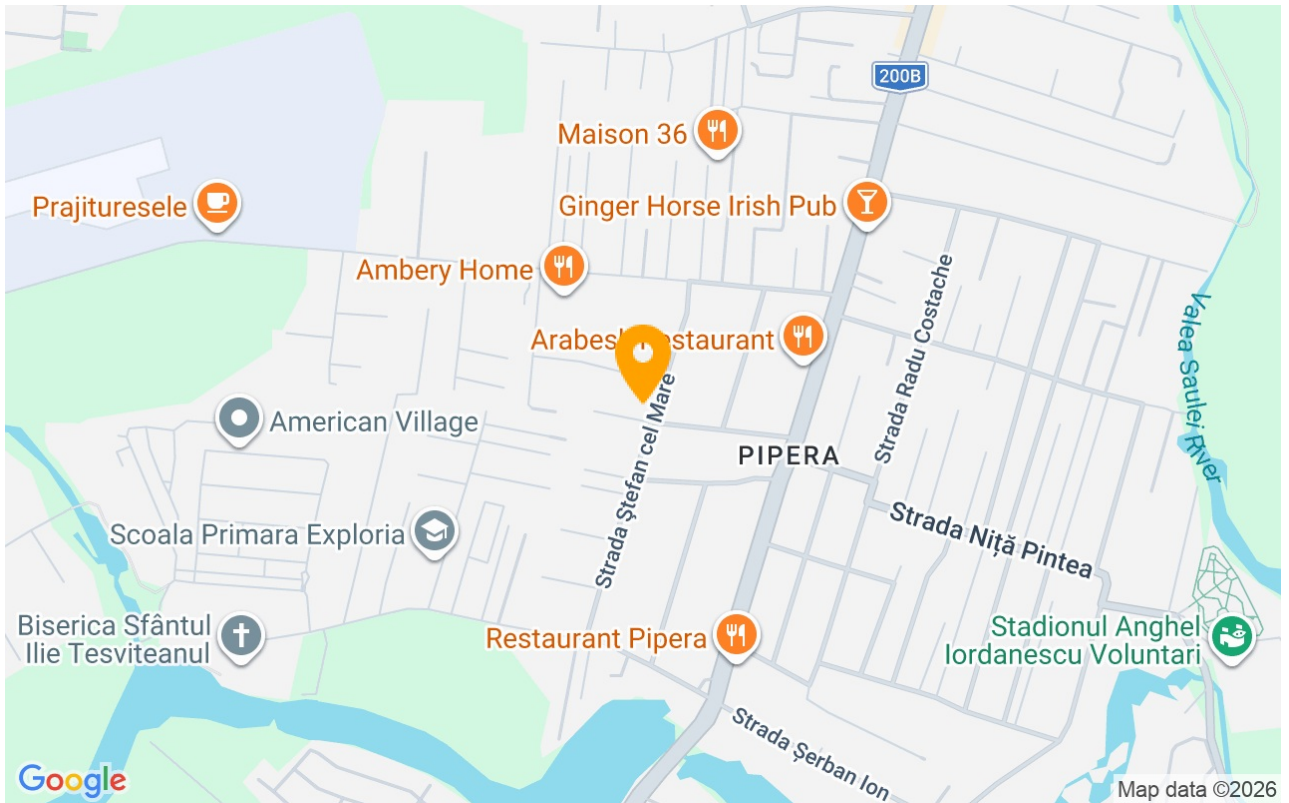 200B
Maison 36
Prajituresele
Ginger Horse Irish Pub
Ambery Home
Strada Radu Costache
Valea Saulei River
Strada Ștefan cel Mare
American Village
PIPERA
Scoala Primara Exploria
Strada Niță Pintea
Biserica Sfântul
Ilie Tesviteanul
Restaurant Pipera
Stadionul Anghel
Iordanescu Voluntari
Strada Șerban Ion
Google
Map data ©2026